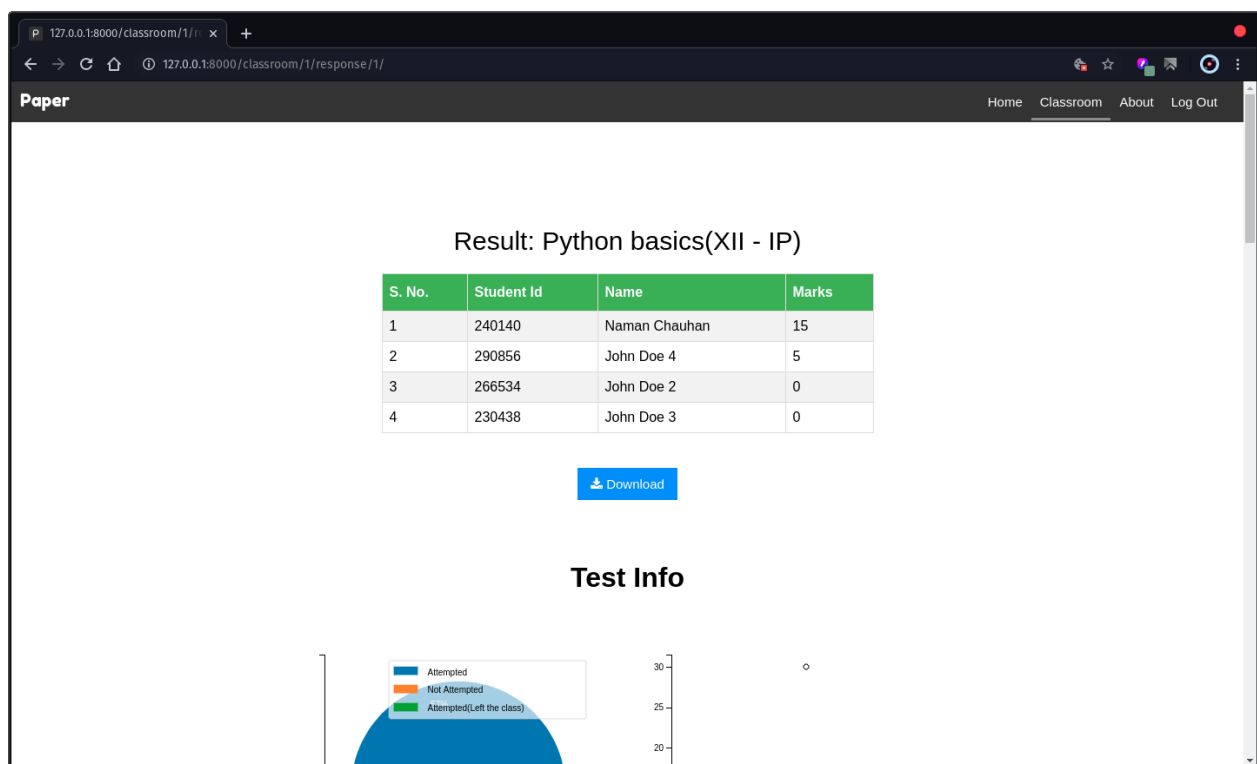 P 127.0.0.1:8000/classroom/1/r
127.0.0.1:8000/classroom/1/response/1/
Paper Home Classroom About Log Out
Result: Python basics(XII - IP)
S. No. Student Id Name Marks
1 240140 Naman Chauhan 15
2 290856 John Doe 4 5
3 266534 John Doe 2 0
4 230438 John Doe 3 0
Download
Test Info
Attempted
Not Attempted
Attempted(Left the class)
30
25
20